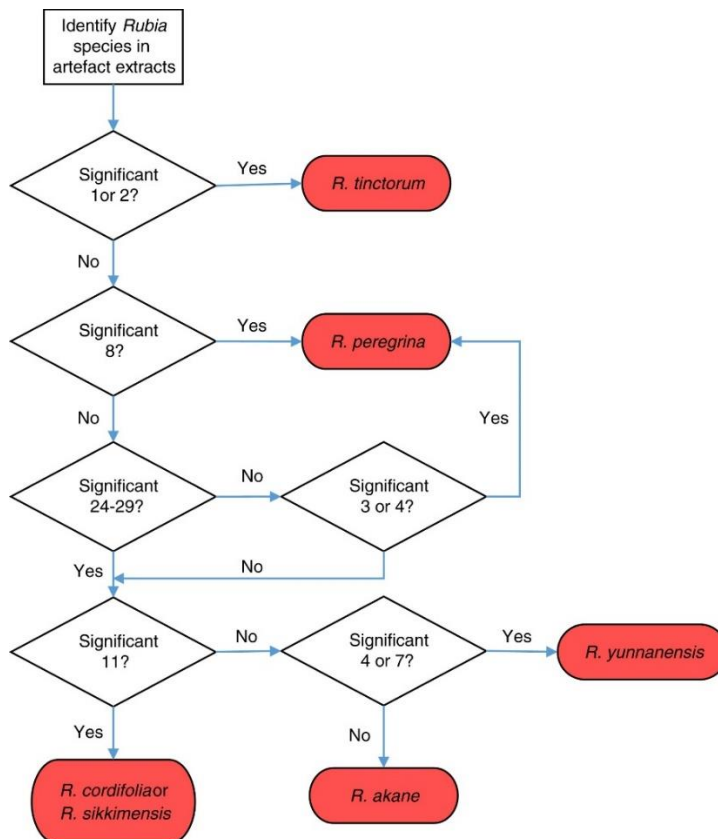 Identify Rubia
species in
artefact extracts
Significant
1or 2?
Yes
R. tinctorum
No
Significant
8?
Yes
R. peregrina
No
Yes
Significant
24-29?
No
Significant
3 or 4?
Yes
No
Significant
11?
No
Significant
4 or 7?
Yes
R. yunnanensis
Yes
No
R. cordifoliaor
R. sikkimensis
R. akane